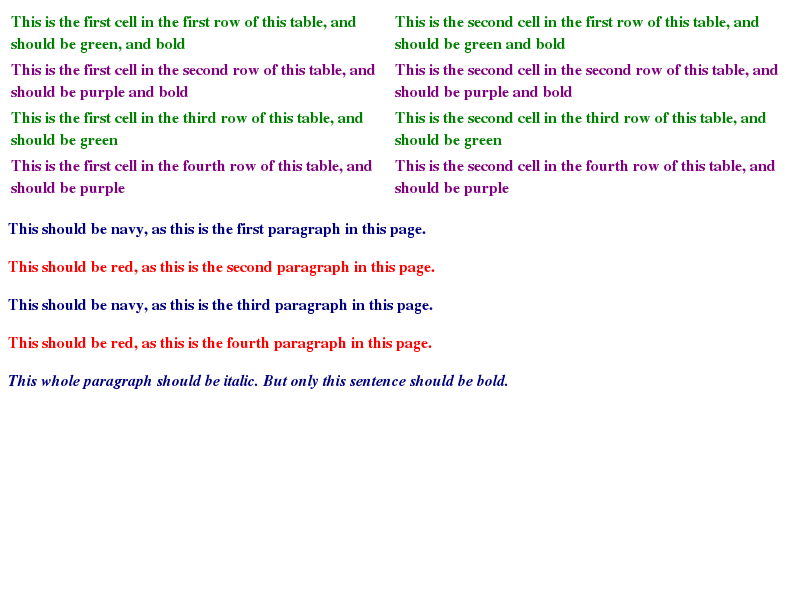 This is the first cell in the first row of this table, and
should be green, and bold
This is the second cell in the first row of this table, and
should be green and bold
This is the first cell in the second row of this table, and
should be purple and bold
This is the second cell in the second row of this table, and
should be purple and bold
This is the first cell in the third row of this table, and
should be green
This is the second cell in the third row of this table, and
should be green
This is the first cell in the fourth row of this table, and
should be purple
This is the second cell in the fourth row of this table, and
should be purple
This should be navy, as this is the first paragraph in this page.
This should be red, as this is the second paragraph in this page.
This should be navy, as this is the third paragraph in this page.
This should be red, as this is the fourth paragraph in this page.
This whole paragraph should be italic. But only this sentence should be bold.